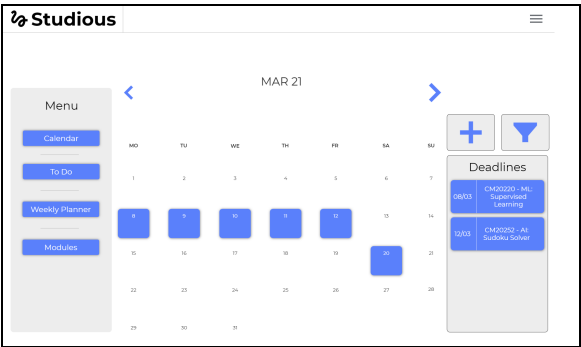 Studious
MAR 21
Menu
Calendar
To Do
Weekly Planner
Modules
MO TU WE TH FR SA SU
1 2 3 4 5 6 7
8 9 10 11 12 13 14
15 16 17 18 19 20 21
22 23 24 25 26 27 28
29 30 31
Deadlines
08/03 CM20220 - ML:
Supervised
Learning
12/03 CM20252 - AI:
Sudoku Solver